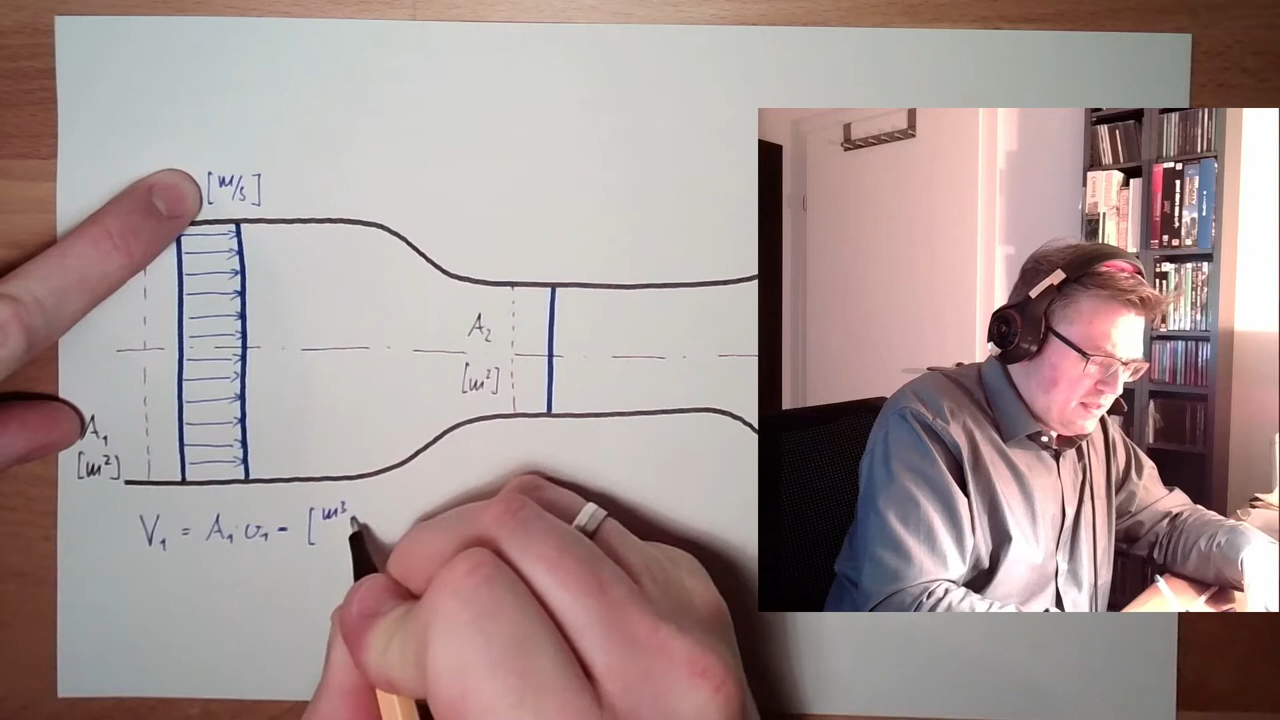 [m/s]
A₂
[m²]
A₁
[m²]
V₁ = A₁ · v₁ = [m³